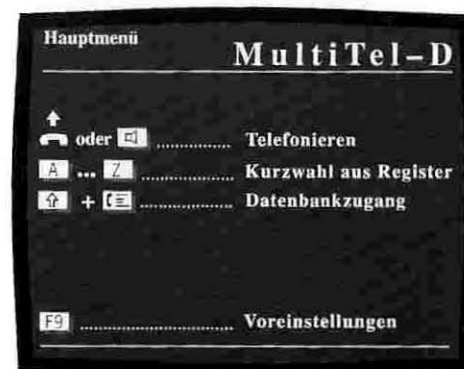 Hauptmenü
MultiTel–D
oder ............... Telefonieren
A ... Z ............... Kurzwahl aus Register
⇧ + ............... Datenbankzugang
F9 ......................... Voreinstellungen